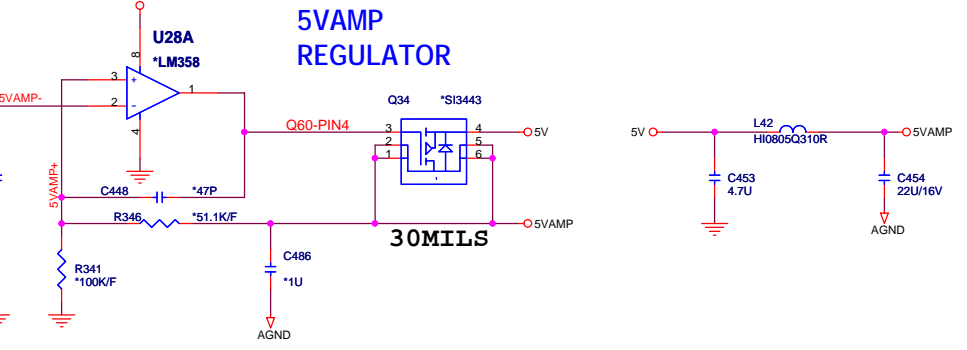 5VAMP
REGULATOR
U28A
*LM358
8
3
+
1
5VAMP-
2
-
4
Q34
*SI3443
Q60-PIN4
3
4
5V
2
5
1
6
5VAMP+
C448
*47P
R346
*51.1K/F
5VAMP
30MILS
C486
*1U
R341
*100K/F
AGND
5V
L42
HI0805Q310R
5VAMP
C453
4.7U
C454
22U/16V
AGND